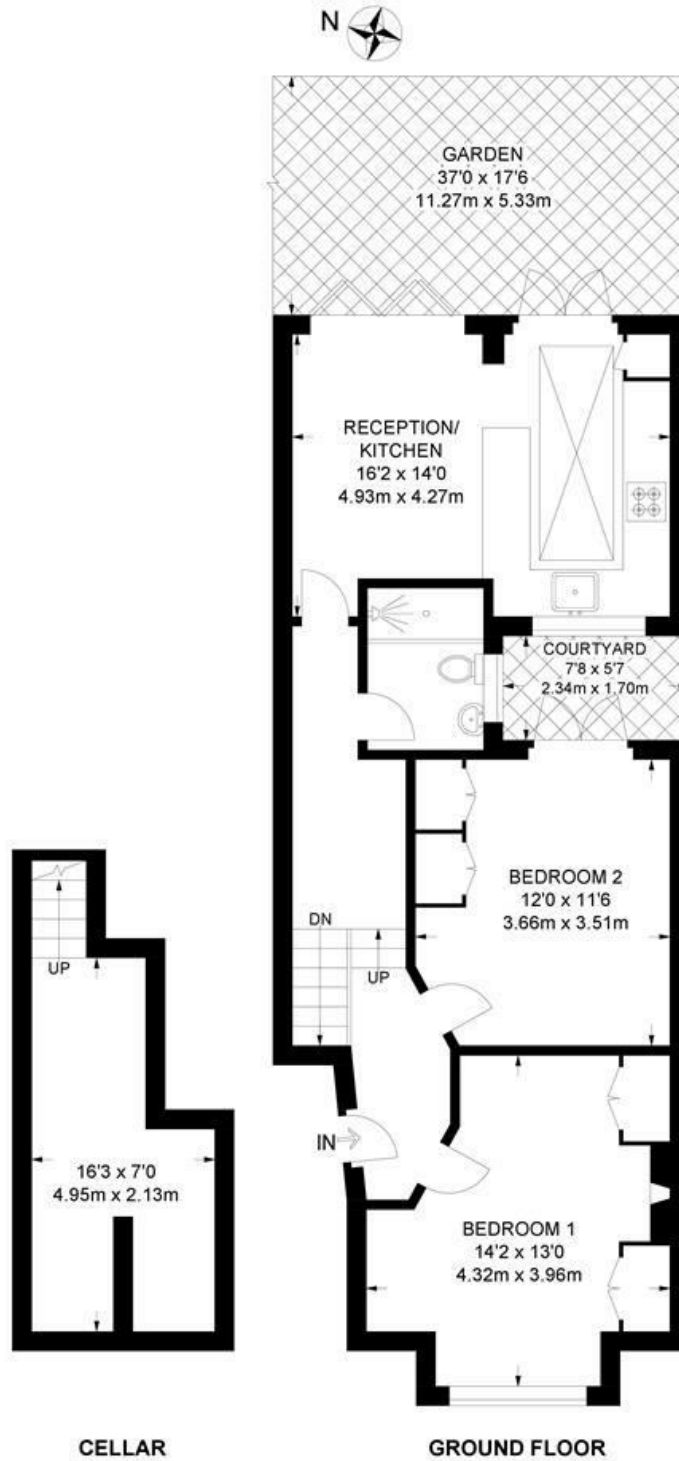 N
GARDEN
37'0 x 17'6
11.27m x 5.33m
RECEPTION/
KITCHEN
16'2 x 14'0
4.93m x 4.27m
COURTYARD
7'8 x 5'7
2.34m x 1.70m
BEDROOM 2
12'0 x 11'6
3.66m x 3.51m
DN
UP
UP
IN
16'3 x 7'0
4.95m x 2.13m
BEDROOM 1
14'2 x 13'0
4.32m x 3.96m
CELLAR
GROUND FLOOR